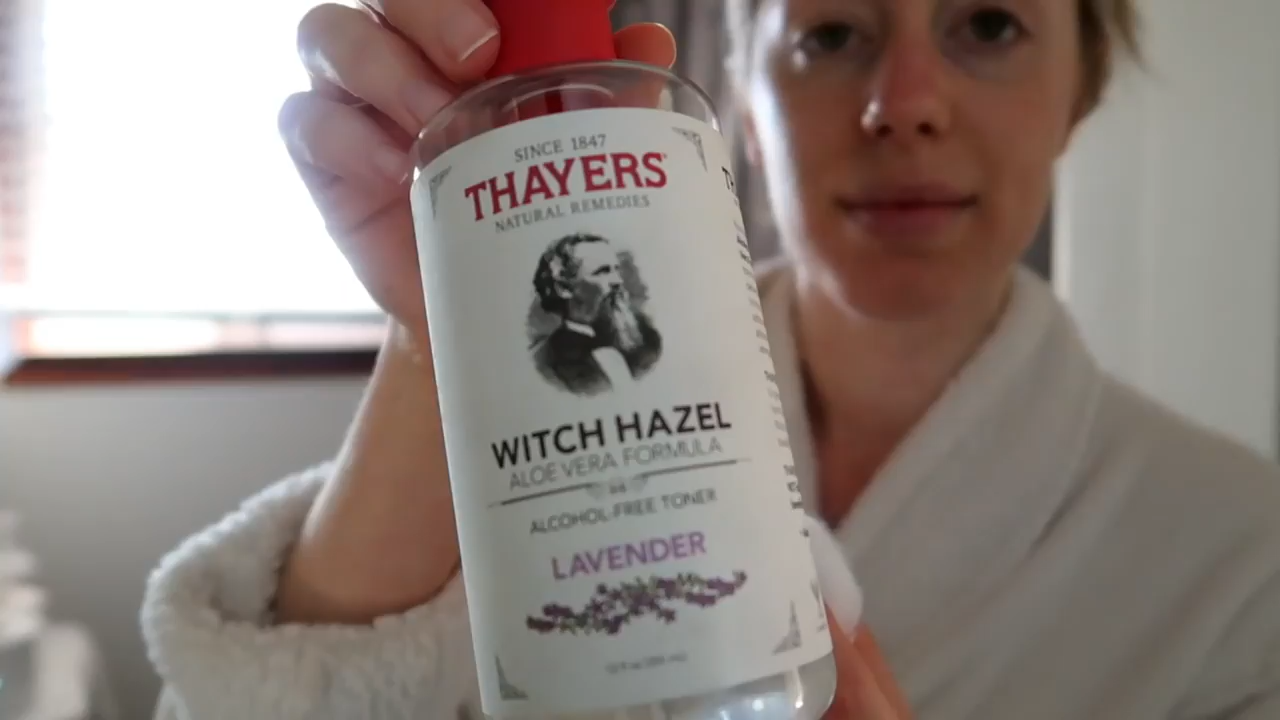 SINCE 1847
THAYERS
NATURAL REMEDIES
WITCH HAZEL
ALOE VERA FORMULA
ALCOHOL-FREE TONER
LAVENDER